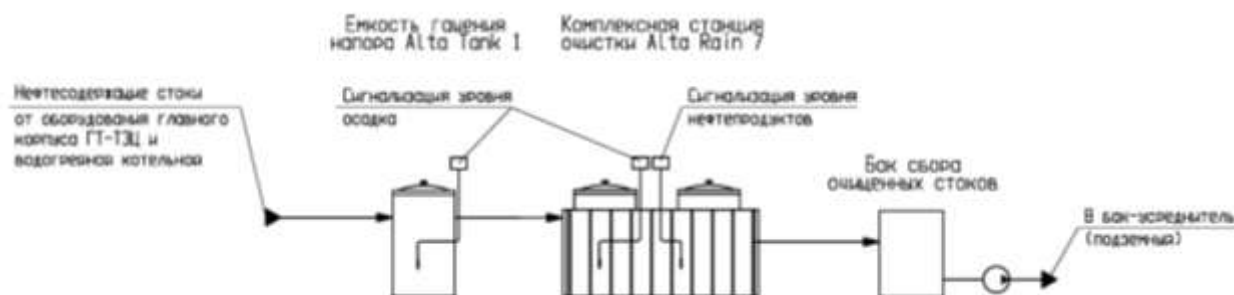 Емкость гашения
напора Alta Tank 1
Комплексная станция
очистки Alta Rain 7
Нефтесодержащие стоки
от оборудования главного
корпуса ГТ-ТЭЦ и
водогрейной котельной
Сигнализация уровня
осадка
Сигнализация уровня
нефтепродуктов
Бак сбора
очищенных стоков
В бак-усреднитель
(подземный)